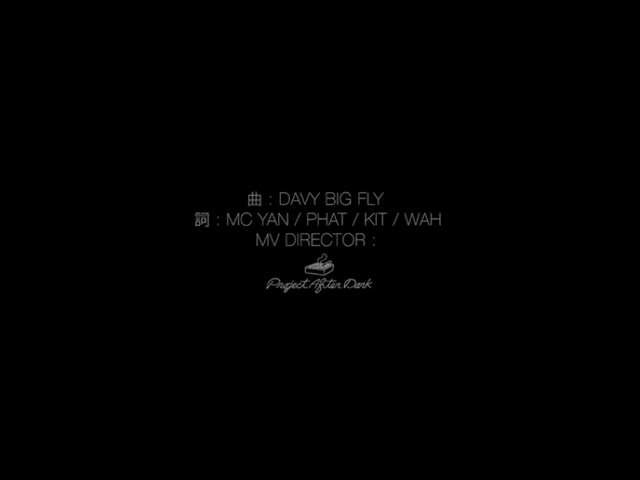 曲 : DAVY BIG FLY
詞 : MC YAN / PHAT / KIT / WAH
MV DIRECTOR :
Project After Dark